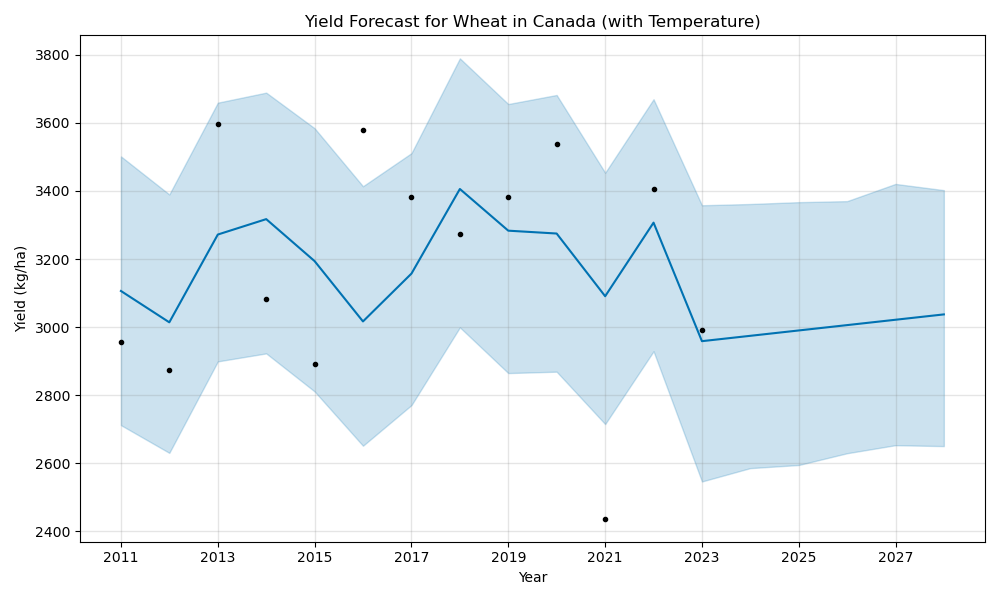 Yield Forecast for Wheat in Canada (with Temperature)
Yield (kg/ha)
3800
3600
3400
3200
3000
2800
2600
2400
2011 2013 2015 2017 2019 2021 2023 2025 2027
Year